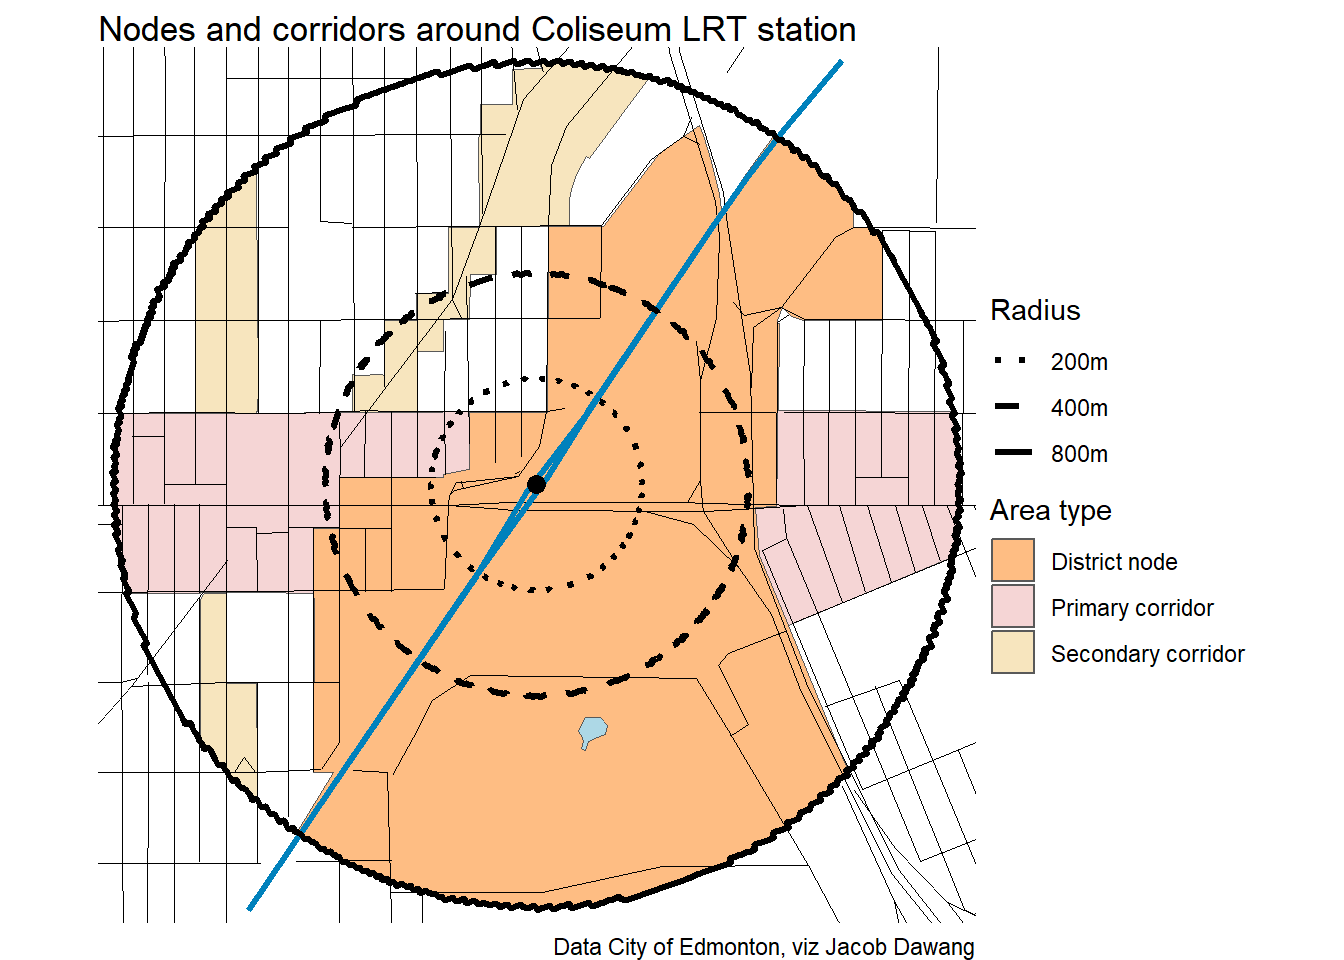 Nodes and corridors around Coliseum LRT station
Radius
200m
400m
800m
Area type
District node
Primary corridor
Secondary corridor
Data City of Edmonton, viz Jacob Dawang